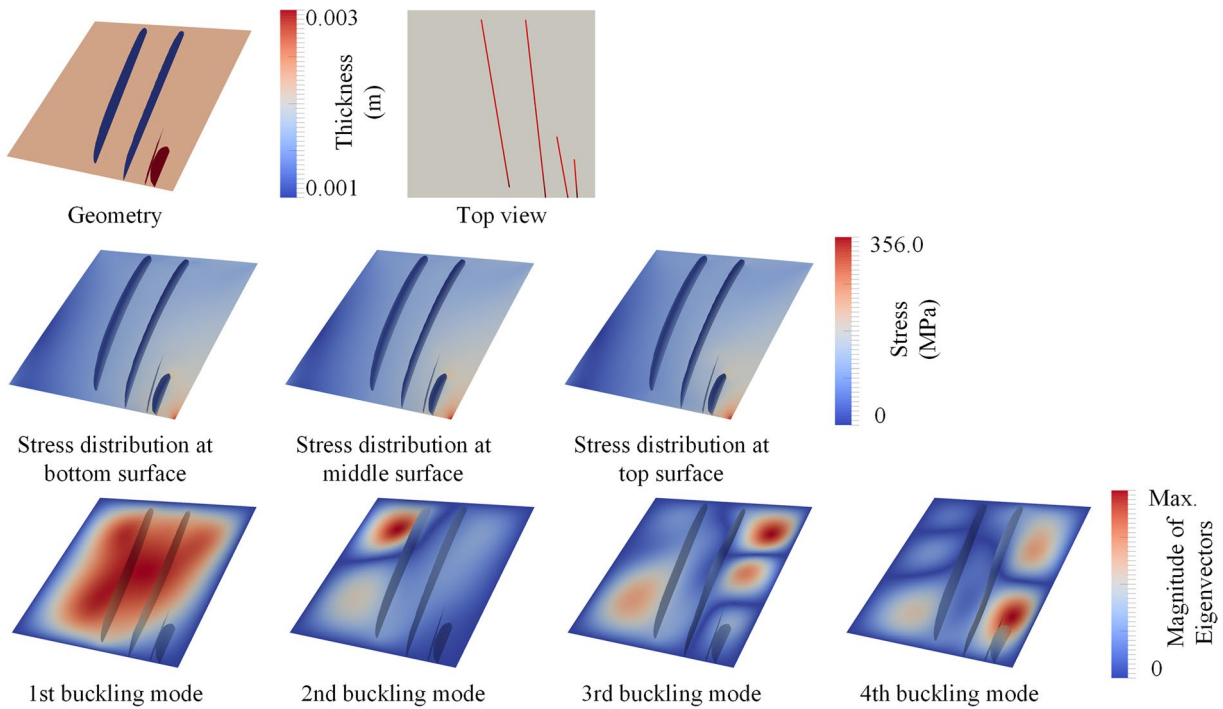 0.003
0.001
Thickness
(m)
Geometry
Top view
356.0
0
Stress
(MPa)
Stress distribution at
bottom surface
Stress distribution at
middle surface
Stress distribution at
top surface
Max.
0
Magnitude of
Eigenvectors
1st buckling mode
2nd buckling mode
3rd buckling mode
4th buckling mode